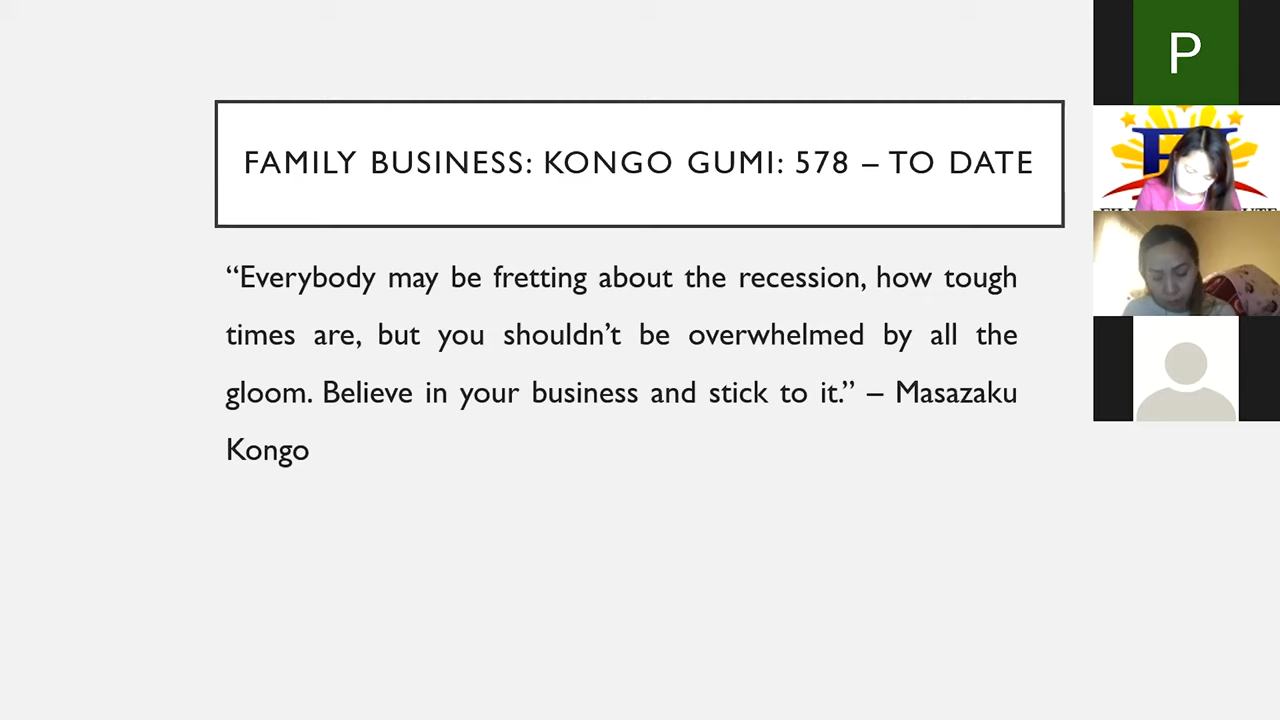 FAMILY BUSINESS: KONGO GUMI: 578 – TO DATE
“Everybody may be fretting about the recession, how tough
times are, but you shouldn’t be overwhelmed by all the
gloom. Believe in your business and stick to it.” – Masazaku
Kongo
P